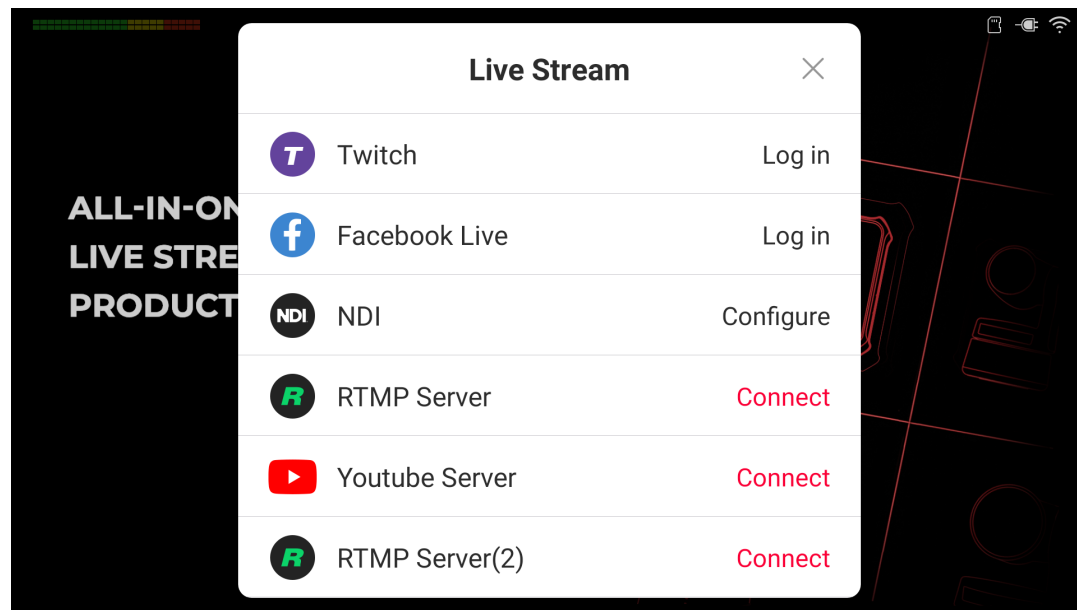 Live Stream
T Twitch Log in
ALL-IN-ON
f Facebook Live Log in
LIVE STRE
PRODUCT
NDI NDI Configure
R RTMP Server Connect
Youtube Server Connect
R RTMP Server(2) Connect